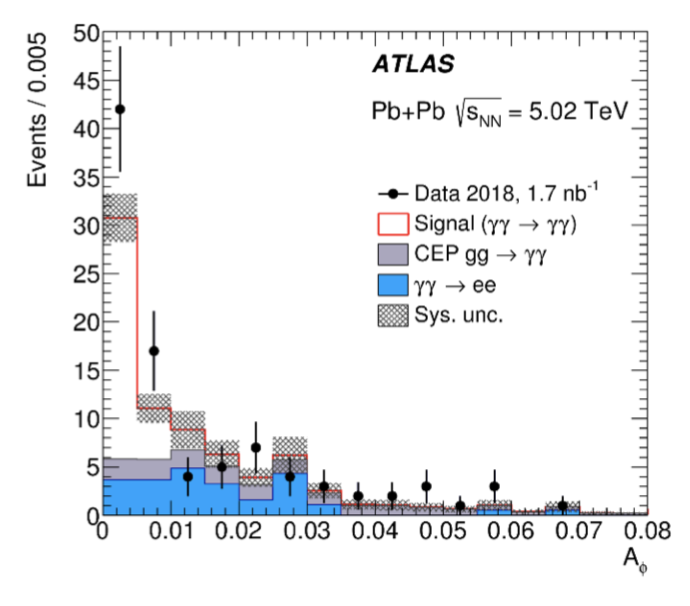 50
45
40
35
30
25
20
15
10
5
0
Events / 0.005
ATLAS
Pb+Pb √sNN = 5.02 TeV
Data 2018, 1.7 nb⁻¹
Signal (γγ → γγ)
CEP gg → γγ
γγ → ee
Sys. unc.
0 0.01 0.02 0.03 0.04 0.05 0.06 0.07 0.08
Aϕ